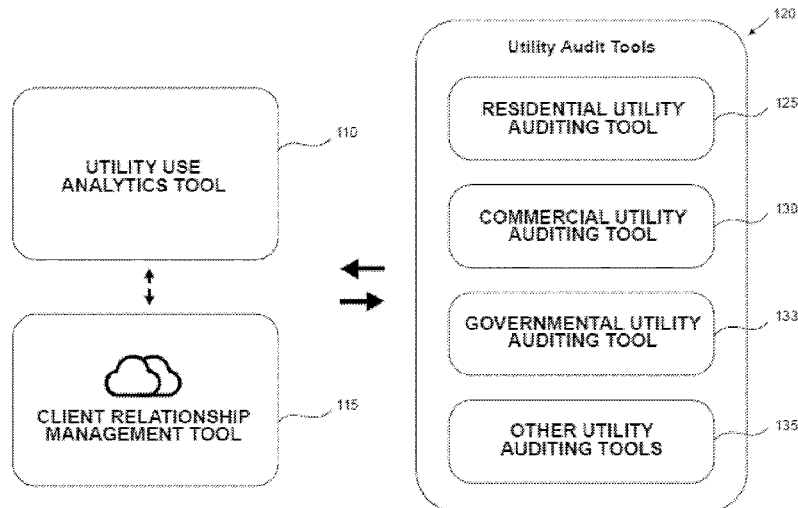 UTILITY USE
ANALYTICS TOOL
110
CLIENT RELATIONSHIP
MANAGEMENT TOOL
115
120
Utility Audit Tools
RESIDENTIAL UTILITY
AUDITING TOOL
125
COMMERCIAL UTILITY
AUDITING TOOL
130
GOVERNMENTAL UTILITY
AUDITING TOOL
133
OTHER UTILITY
AUDITING TOOLS
135